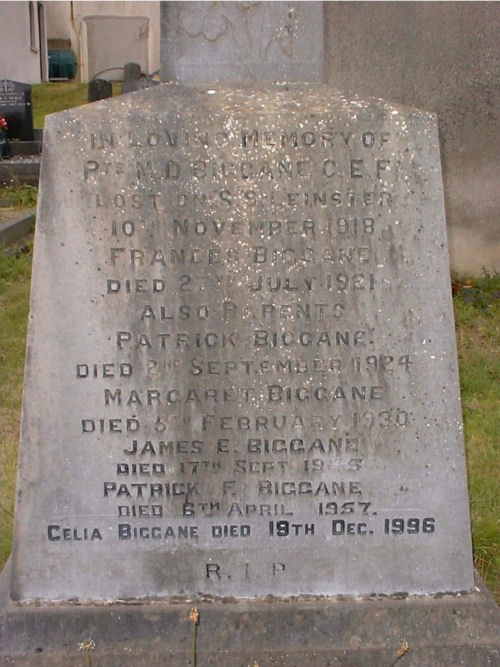 IN LOVING MEMORY OF
PTE M.D. BIGGANE C.E.F.
LOST ON S.S. LEINSTER
10TH NOVEMBER 1918
FRANCES BIGGANE
DIED 27TH JULY 1921
ALSO PARENTS
PATRICK BIGGANE.
DIED SEPTEMBER 1924
MARGARET BIGGANE
DIED 5TH FEBRUARY 1930
JAMES E. BIGGANE
DIED 17TH SEPT
PATRICK F. BIGGANE
DIED 8TH APRIL 1957.
CELIA BIGGANE DIED 19TH DEC. 1996
R.I.P